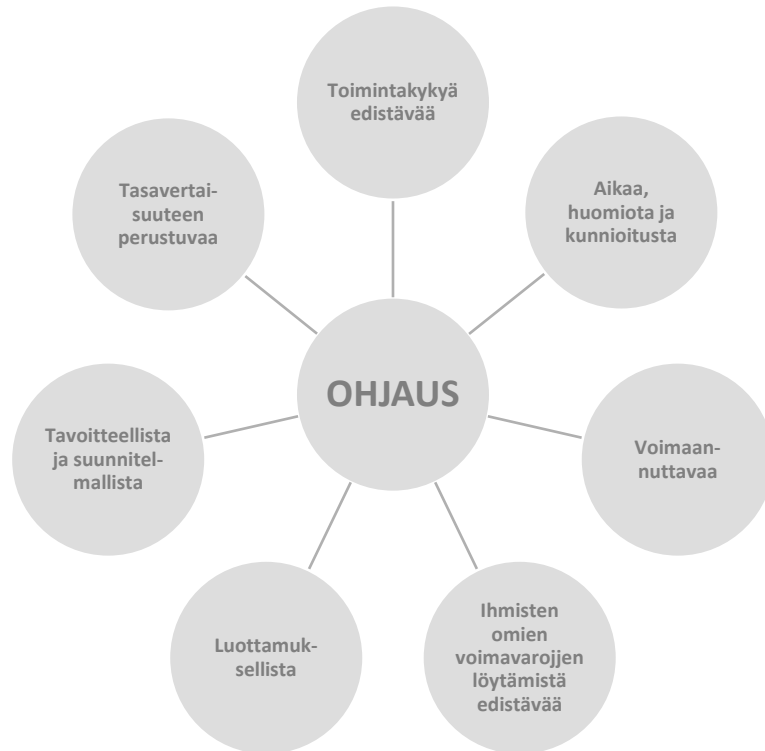 Toimintakykyä
edistävää
Aikaa,
huomiota ja
kunnioitusta
Voimaan-
nuttavaa
Ihmisten
omien
voimavarojjen
löytämistä
edistävää
Luottamuk-
sellista
Tavoitteellista
ja suunnitel-
mallista
Tasavertai-
suuteen
perustuvaa
OHJAUS